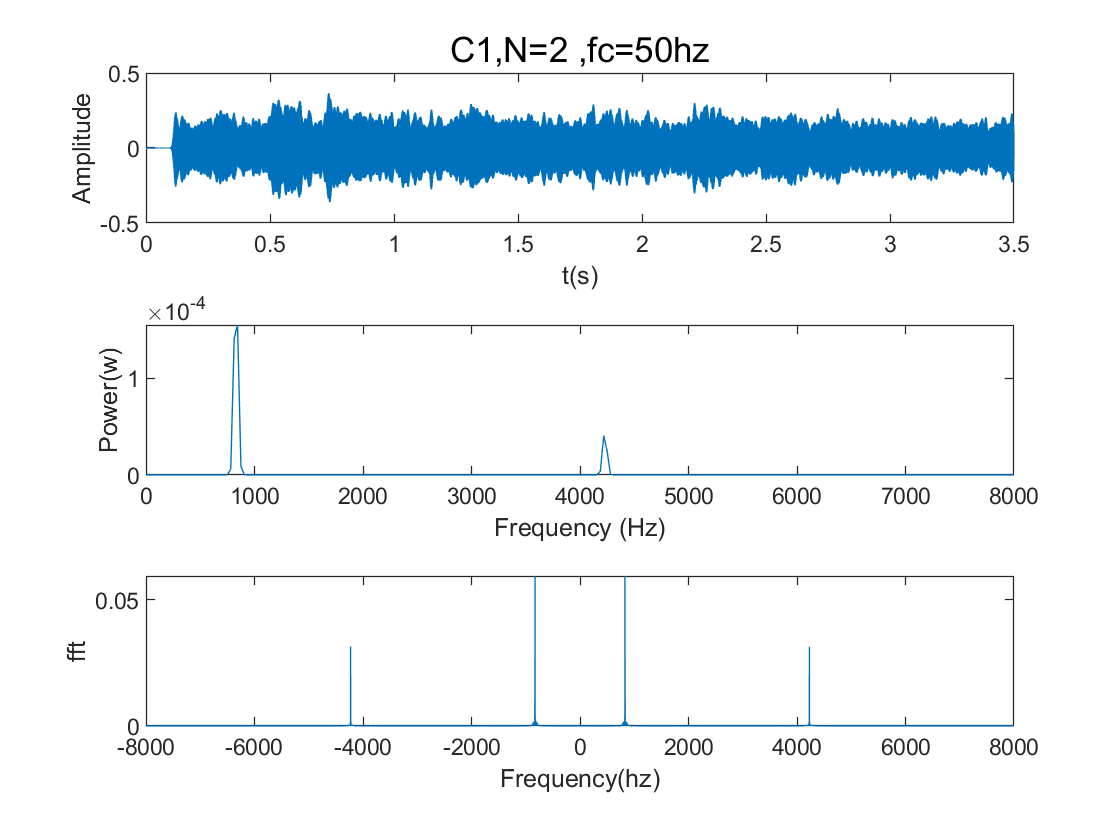 C1,N=2 ,fc=50hz
0.5
0
-0.5
Amplitude
0 0.5 1 1.5 2 2.5 3 3.5
t(s)
×10-4
1
0
Power(w)
0 1000 2000 3000 4000 5000 6000 7000 8000
Frequency (Hz)
0.05
0
fft
-8000 -6000 -4000 -2000 0 2000 4000 6000 8000
Frequency(hz)